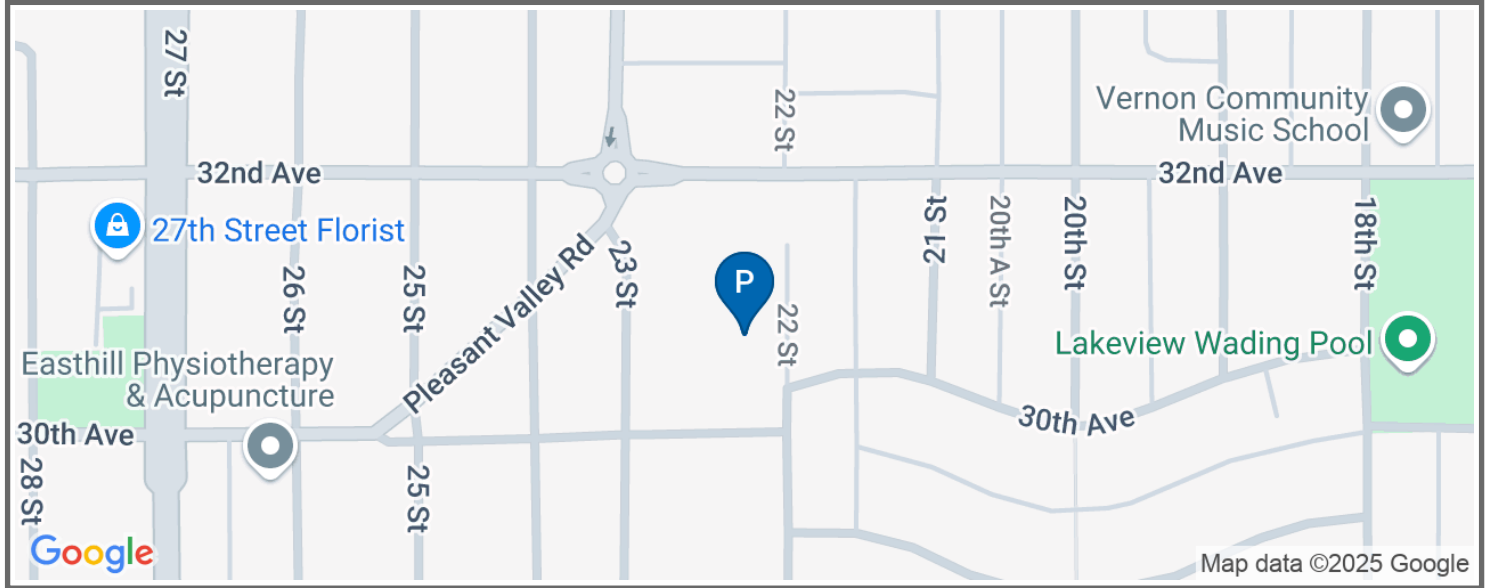 27 St
22 St
Vernon Community
Music School
32nd Ave
32nd Ave
27th Street Florist
26 St
25 St
Pleasant Valley Rd
23 St
P
22 St
21 St
20th A St
20th St
18th St
Lakeview Wading Pool
Easthill Physiotherapy
& Acupuncture
30th Ave
30th Ave
28 St
25 St
Google
Map data ©2025 Google